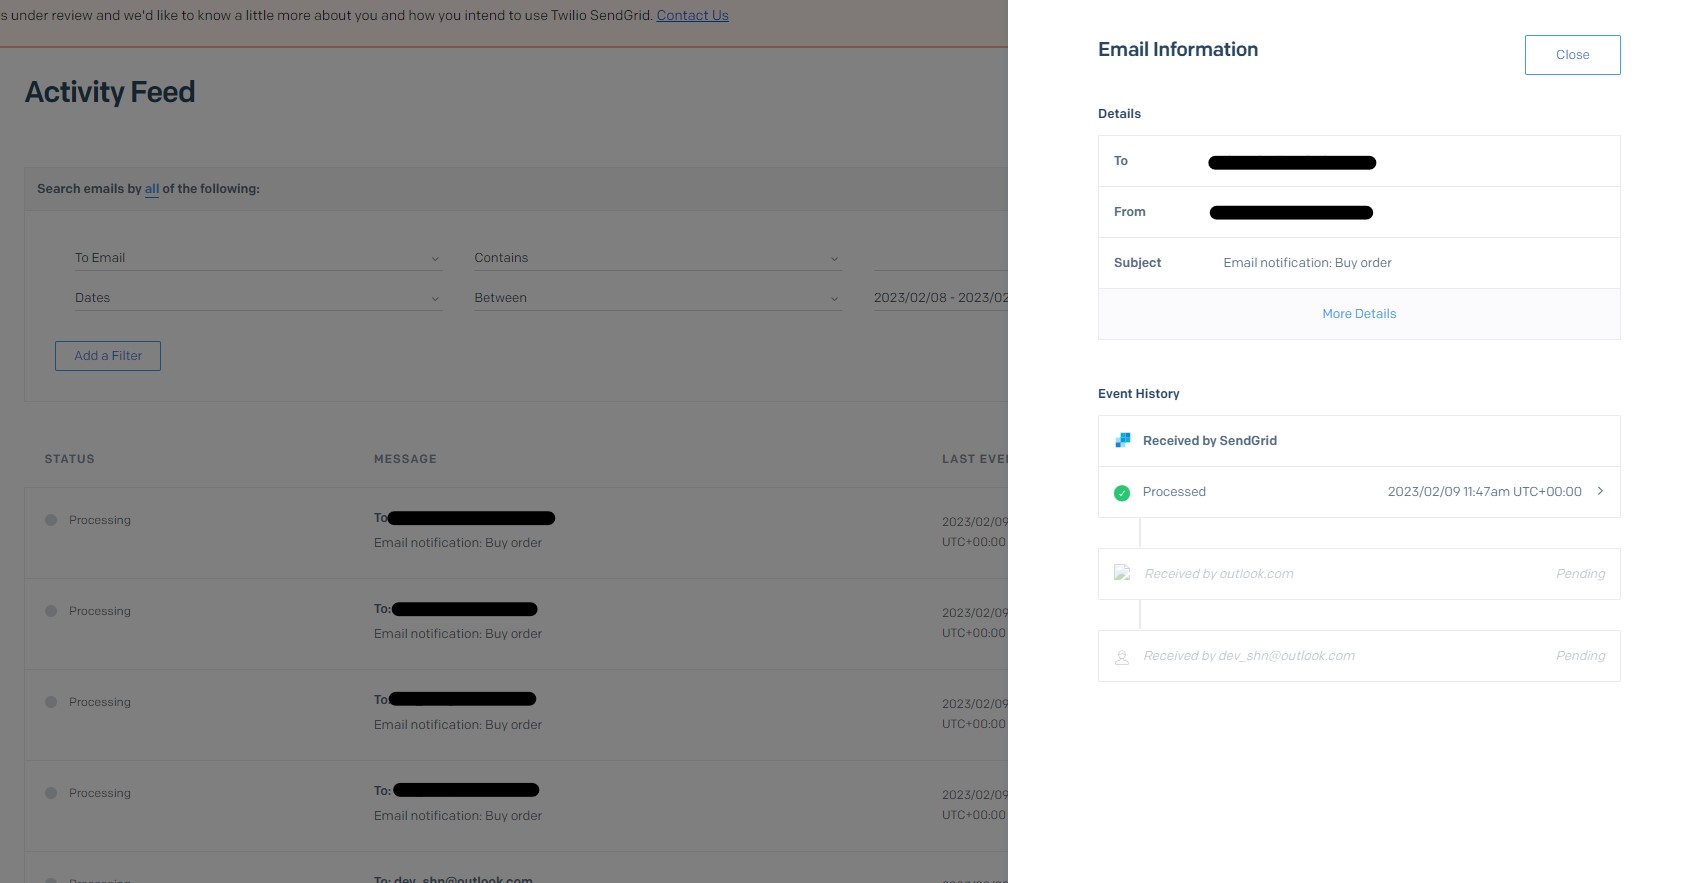 s under review and we'd like to know a little more about you and how you intend to use Twilio SendGrid. Contact Us
Activity Feed
Search emails by all of the following:
To Email
Contains
Dates
Between
2023/02/08 - 2023/02
Add a Filter
STATUS
MESSAGE
LAST EVE
Processing
To
2023/02/09
Email notification: Buy order
UTC+00:00
Processing
To:
2023/02/09
Email notification: Buy order
UTC+00:00
Processing
To:
2023/02/09
Email notification: Buy order
UTC+00:00
Processing
To:
2023/02/09
Email notification: Buy order
UTC+00:00
Processing
To: dev_shn@outlook.com
2023/02/09
Email Information
Close
Details
To
From
Subject
Email notification: Buy order
More Details
Event History
Received by SendGrid
Processed
2023/02/09 11:47am UTC+00:00
Received by outlook.com
Pending
Received by dev_shn@outlook.com
Pending